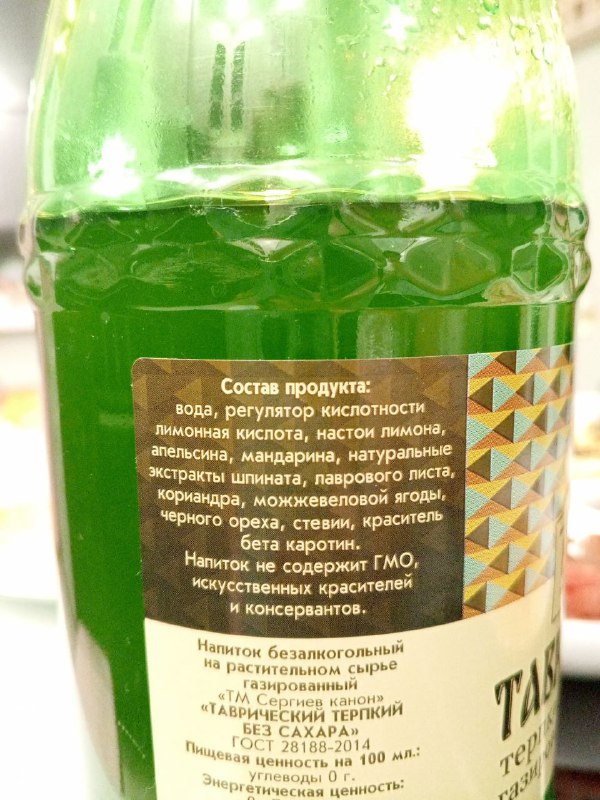 Состав продукта:
вода, регулятор кислотности
лимонная кислота, настои лимона,
апельсина, мандарина, натуральные
экстракты шпината, лаврового листа,
кориандра, можжевеловой ягоды,
черного ореха, стевии, краситель
бета каротин.
Напиток не содержит ГМО,
искусственных красителей
и консервантов.
Напиток безалкогольный
на растительном сырье
газированный
«ТМ Сергиев канон»
«ТАВРИЧЕСКИЙ ТЕРПКИЙ
БЕЗ САХАРА»
ГОСТ 28188-2014
Пищевая ценность на 100 мл.:
углеводы 0 г.
Энергетическая ценность: